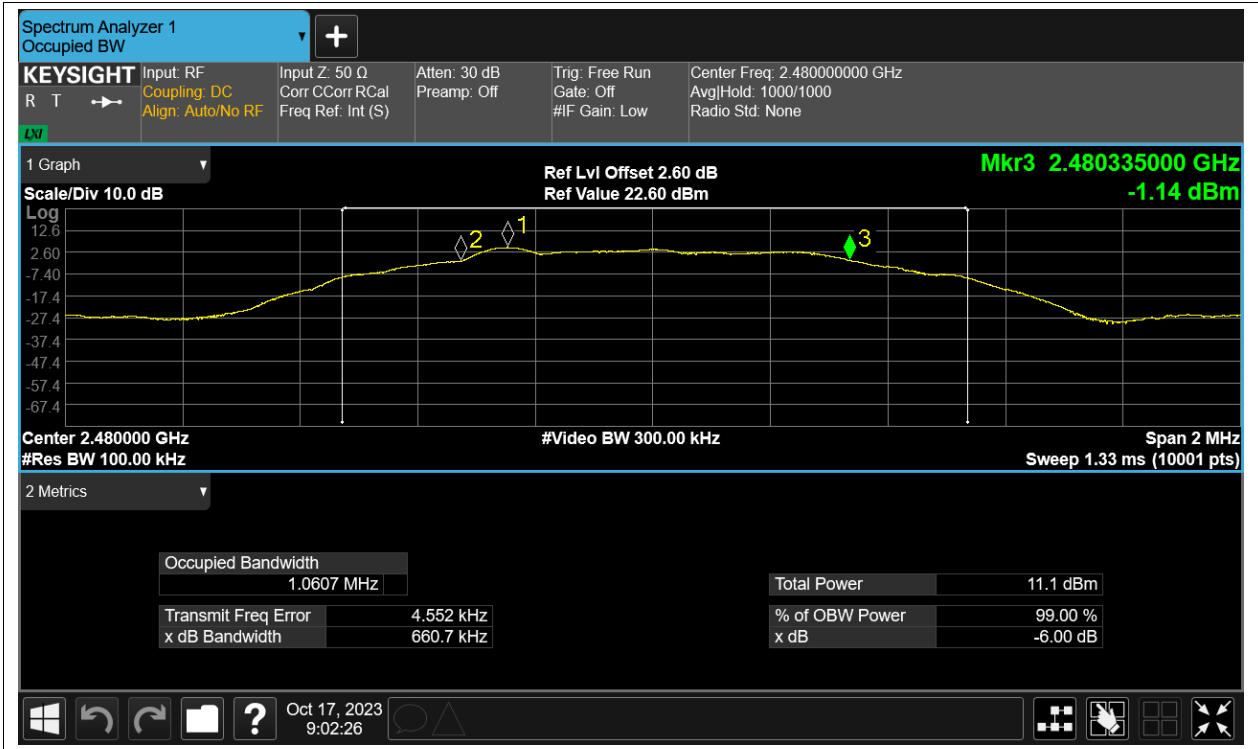 Spectrum Analyzer 1
Occupied BW
KEYSIGHT
R T
LXI
Input: RF
Coupling: DC
Align: Auto/No RF
Input Z: 50 Ω
Corr CCorr RCal
Freq Ref: Int (S)
Atten: 30 dB
Preamp: Off
Trig: Free Run
Gate: Off
#IF Gain: Low
Center Freq: 2.480000000 GHz
Avg|Hold: 1000/1000
Radio Std: None
1 Graph
Scale/Div 10.0 dB
Ref Lvl Offset 2.60 dB
Ref Value 22.60 dBm
Mkr3 2.480335000 GHz
-1.14 dBm
Log
12.6
2.60
-7.40
-17.4
-27.4
-37.4
-47.4
-57.4
-67.4
2
1
3
Center 2.480000 GHz
#Res BW 100.00 kHz
#Video BW 300.00 kHz
Span 2 MHz
Sweep 1.33 ms (10001 pts)
2 Metrics
Occupied Bandwidth
1.0607 MHz
Transmit Freq Error 4.552 kHz
x dB Bandwidth 660.7 kHz
Total Power 11.1 dBm
% of OBW Power 99.00 %
x dB -6.00 dB
?
Oct 17, 2023
9:02:26